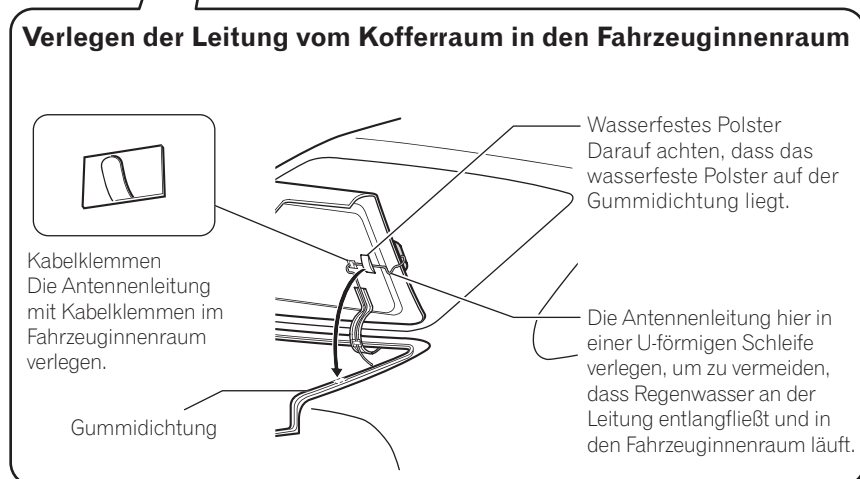 Verlegen der Leitung vom Kofferraum in den Fahrzeuginnenraum
Wasserfestes Polster
Darauf achten, dass das
wasserfeste Polster auf der
Gummidichtung liegt.
Kabelklemmen
Die Antennenleitung
mit Kabelklemmen im
Fahrzeuginnenraum
verlegen.
Die Antennenleitung hier in
einer U-förmigen Schleife
verlegen, um zu vermeiden,
dass Regenwasser an der
Leitung entlangfließt und in
den Fahrzeuginnenraum läuft.
Gummidichtung